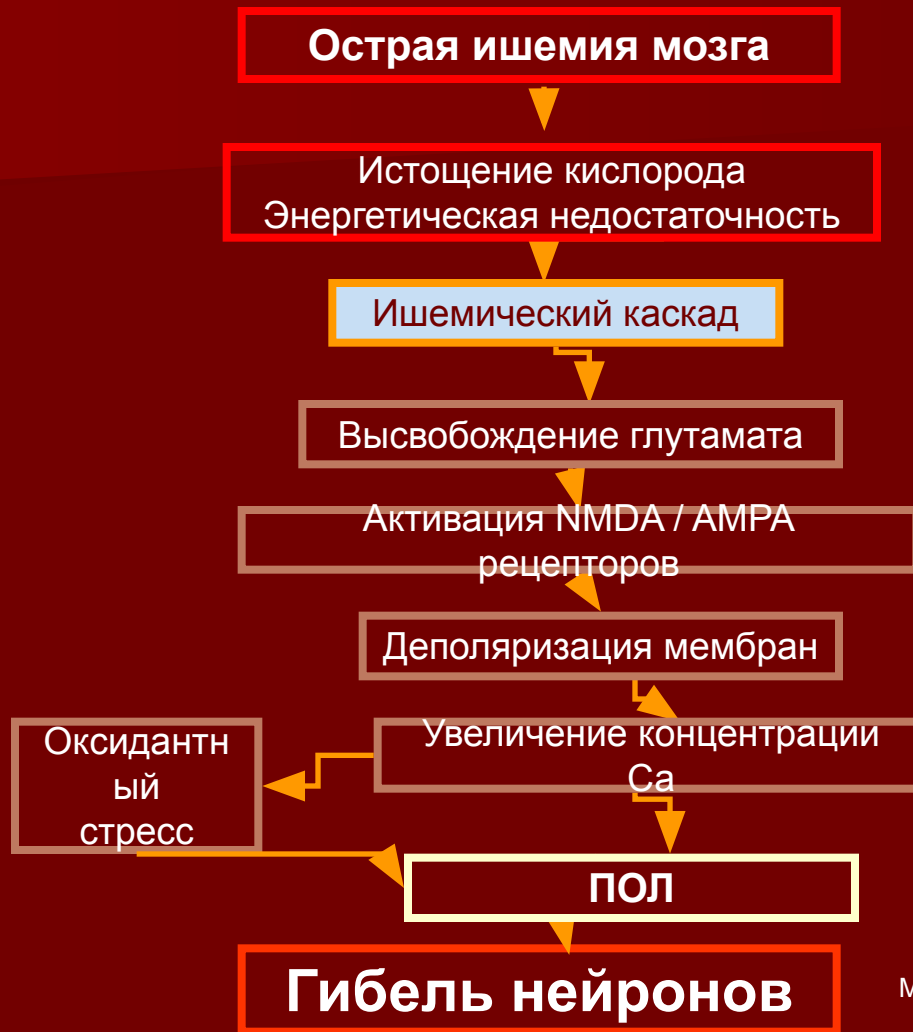 Острая ишемия мозга
Истощение кислорода
Энергетическая недостаточность
Ишемический каскад
Высвобождение глутамата
Активация NMDA / AMPA
рецепторов
Деполяризация мембран
Увеличение концентрации
Са
Оксидантн
ый
стресс
ПОЛ
Гибель нейронов
М